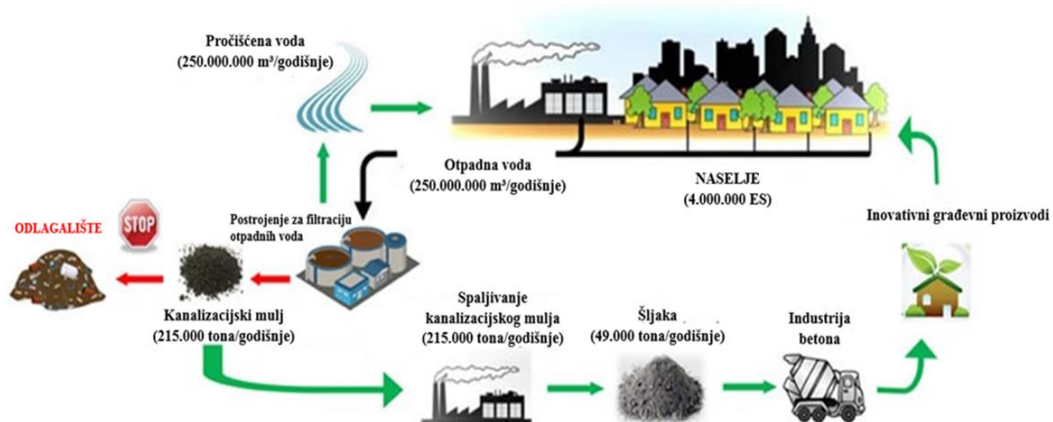 Pročišćena voda
(250.000.000 m³/godišnje)
Otpadna voda
(250.000.000 m³/godišnje)
NASELJE
(4.000.000 ES)
ODLAGALIŠTE
STOP
Postrojenje za filtraciju
otpadnih voda
Inovativni građevni proizvodi
Kanalizacijski mulj
(215.000 tona/godišnje)
Spaljivanje
kanalizacijskog mulja
(215.000 tona/godišnje)
Šljaka
(49.000 tona/godišnje)
Industrija
betona